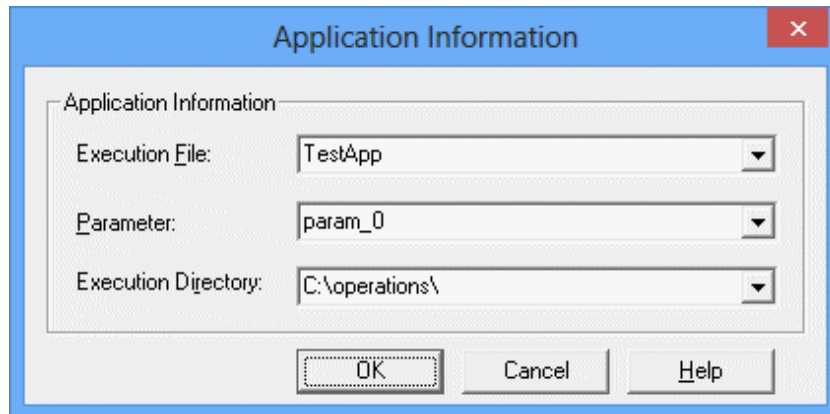 Application Information
Application Information
Execution File: TestApp
Parameter: param_0
Execution Directory: C:\operations\
OK Cancel Help